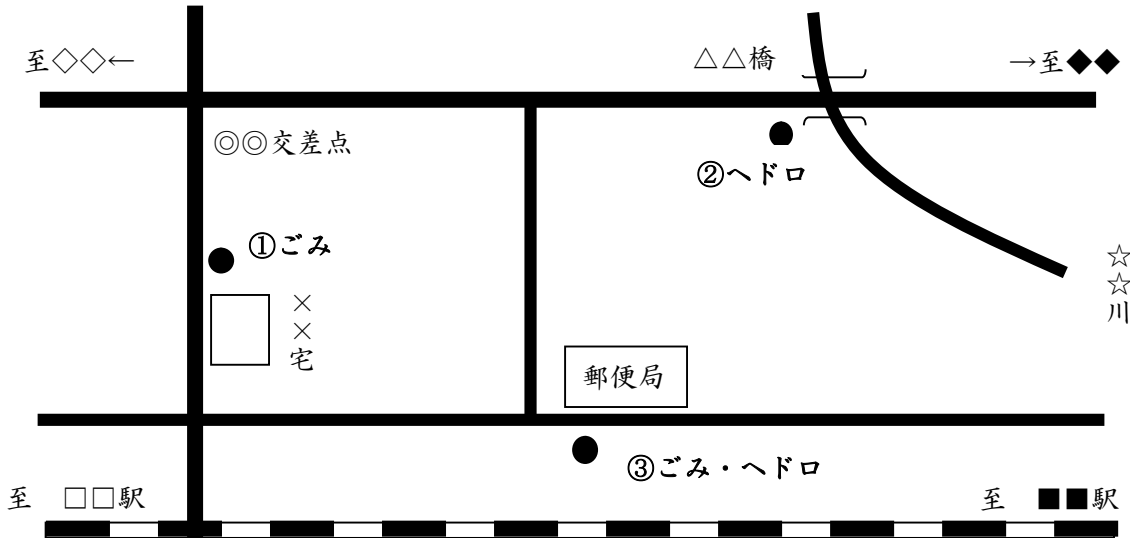 至◇◇←
△△橋
→至◆◆
◎◎交差点
②ヘドロ
①ごみ
××宅
☆☆川
郵便局
③ごみ・ヘドロ
至　□□駅
至　■■駅